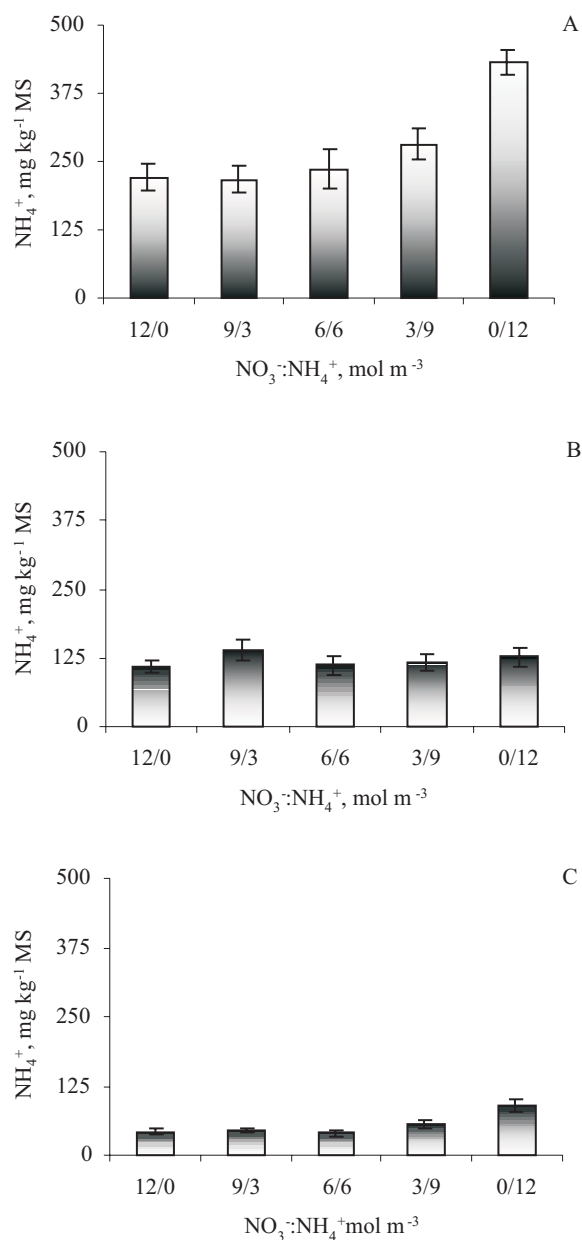 A
500
375
250
125
0
NH₄⁺, mg kg⁻¹ MS
12/0 9/3 6/6 3/9 0/12
NO₃⁻:NH₄⁺, mol m⁻³
B
500
375
250
125
0
NH₄⁺, mg kg⁻¹ MS
12/0 9/3 6/6 3/9 0/12
NO₃⁻:NH₄⁺, mol m⁻³
C
500
375
250
125
0
NH₄⁺, mg kg⁻¹ MS
12/0 9/3 6/6 3/9 0/12
NO₃⁻:NH₄⁺mol m⁻³